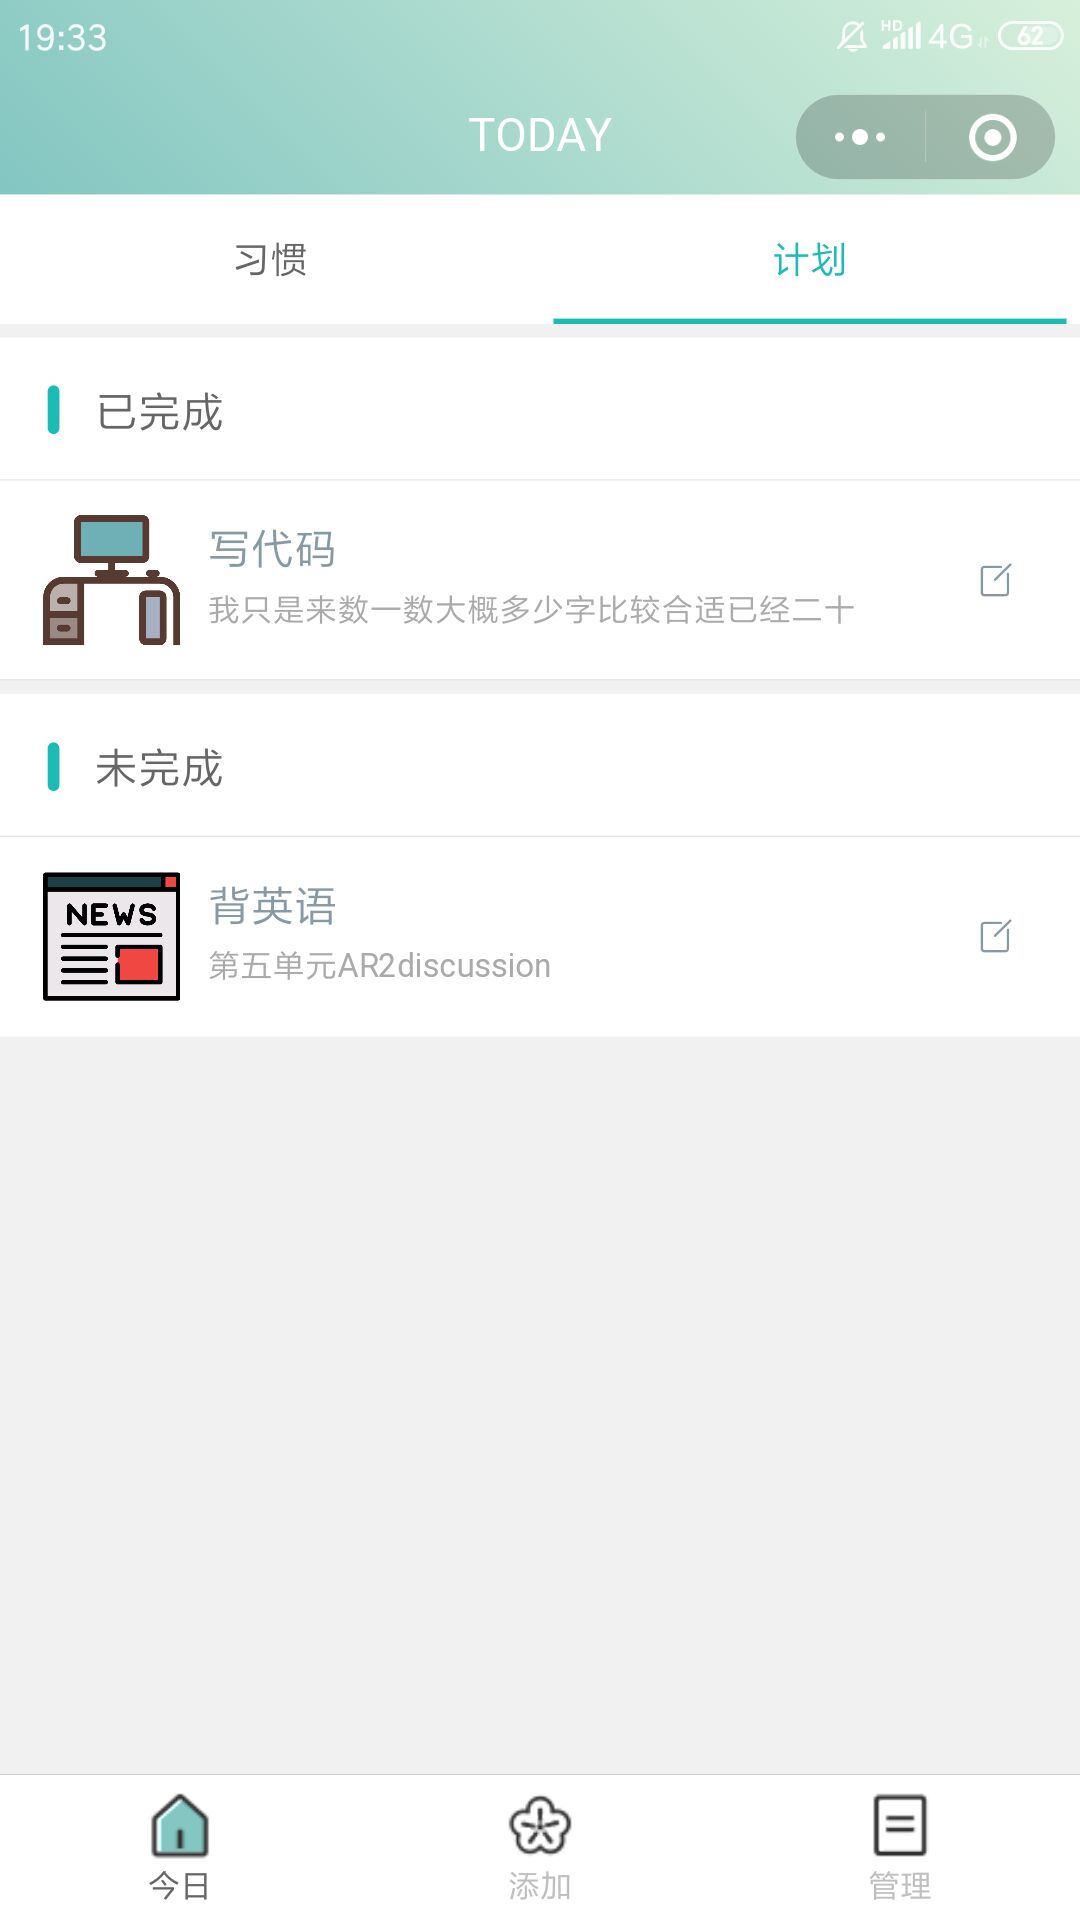 19:33
HD 4G 62
TODAY
习惯
计划
已完成
写代码
我只是来数一数大概多少字比较合适已经二十
未完成
NEWS
背英语
第五单元AR2discussion
今日
添加
管理